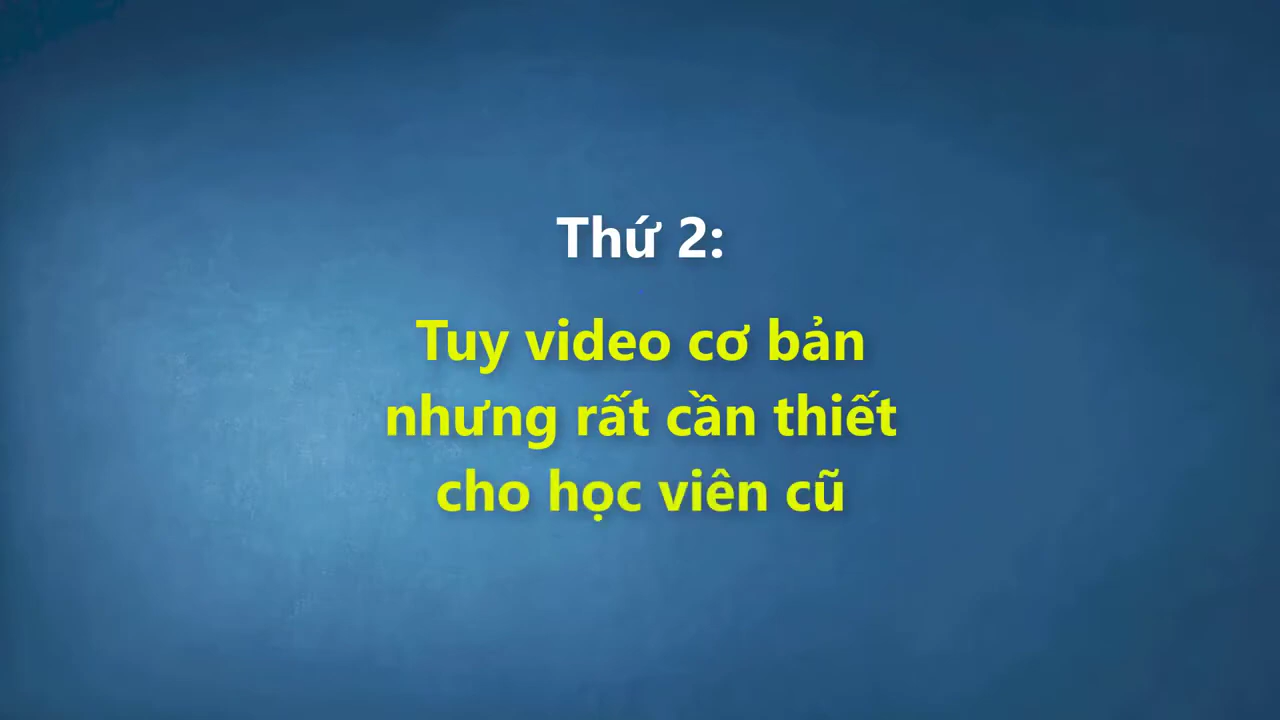 Thứ 2:
Tuy video cơ bản
nhưng rất cần thiết
cho học viên cũ